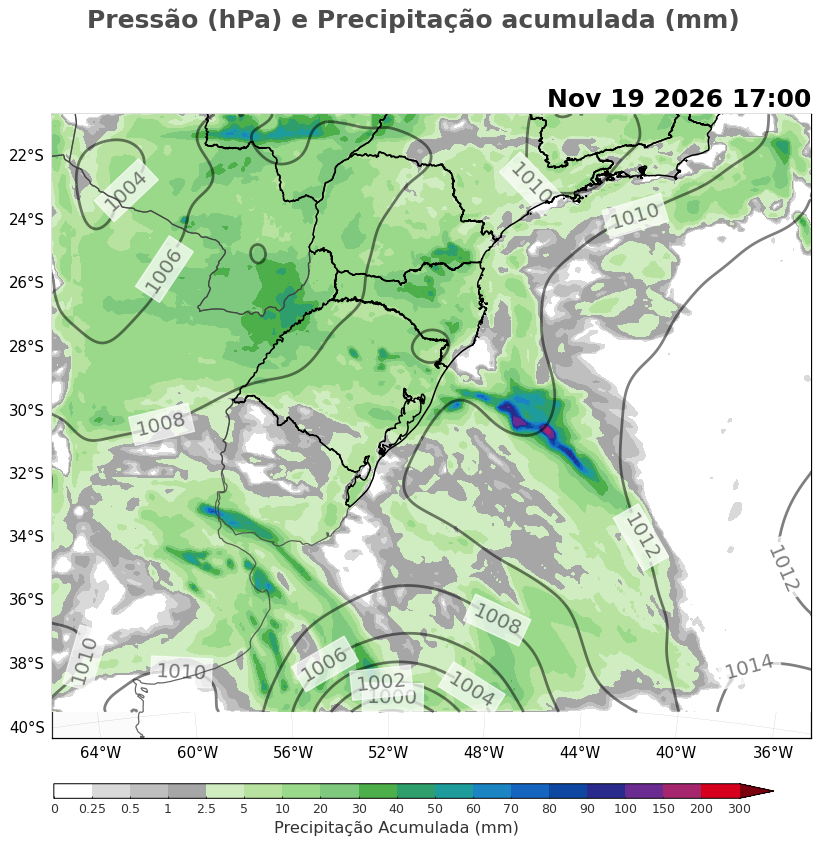 Pressão (hPa) e Precipitação acumulada (mm)
Nov 19 2026 17:00
22°S
24°S
26°S
28°S
30°S
32°S
34°S
36°S
38°S
40°S
1004
1006
1010
1010
1008
1012
1012
1008
1006
1004
1002
1000
1010
1010
1014
64°W 60°W 56°W 52°W 48°W 44°W 40°W 36°W
0 0.25 0.5 1 2.5 5 10 20 30 40 50 60 70 80 90 100 150 200 300
Precipitação Acumulada (mm)